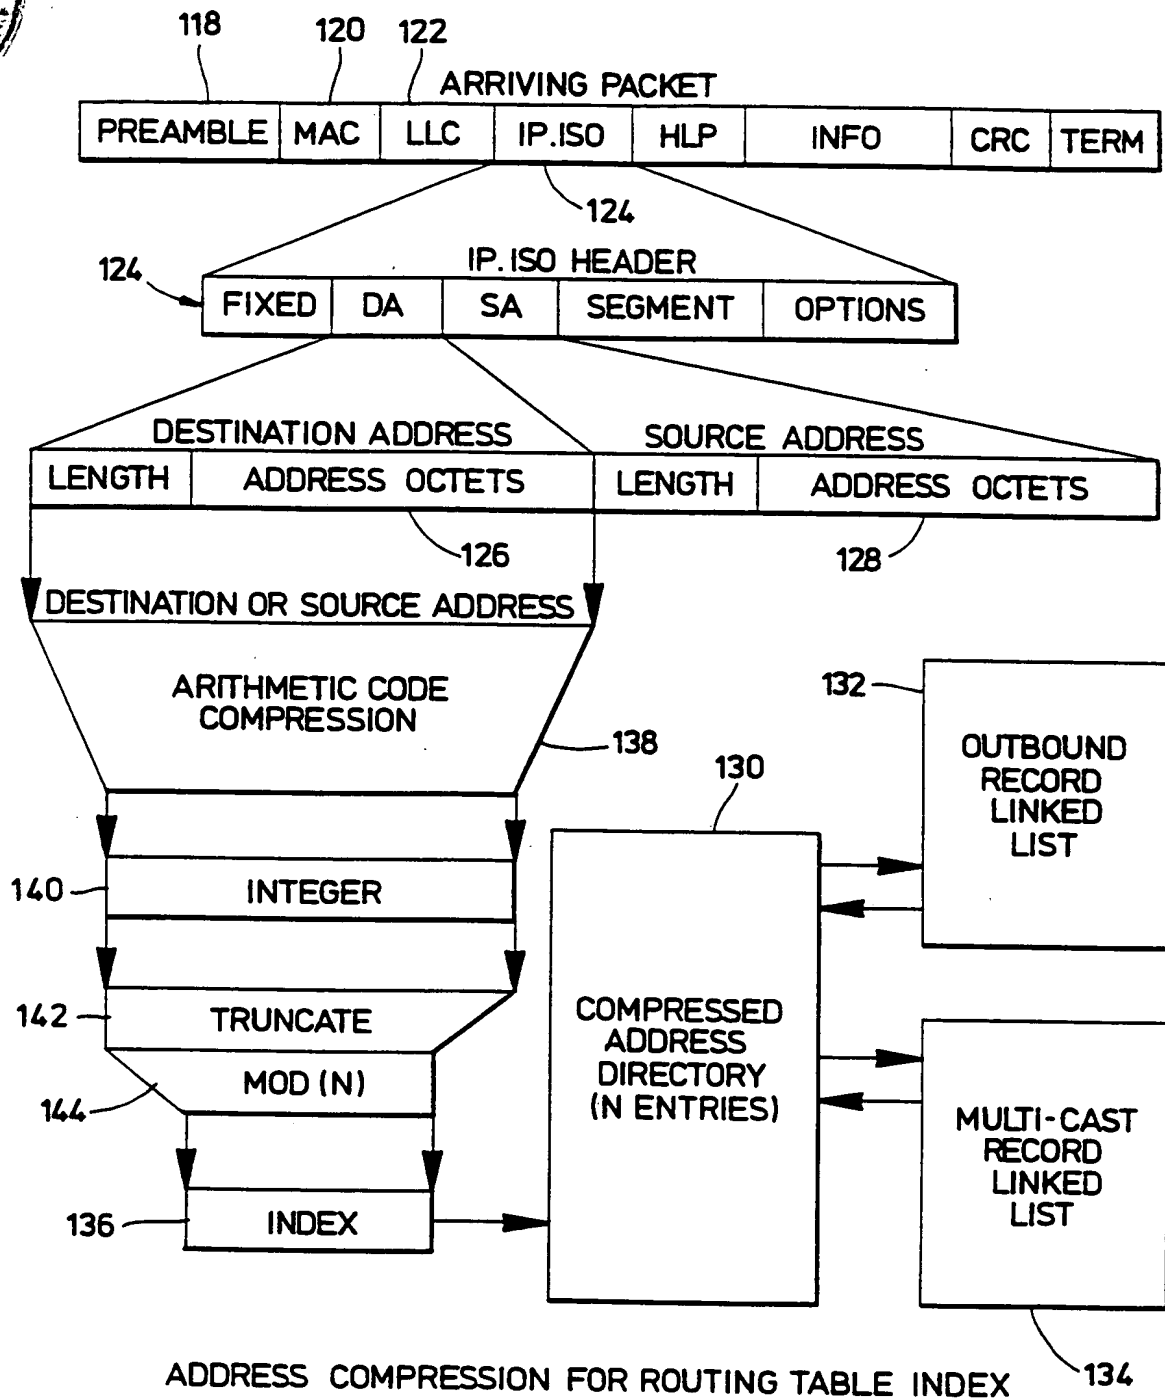 118 120 122
ARRIVING PACKET
PREAMBLE MAC LLC IP.ISO HLP INFO CRC TERM
124
IP.ISO HEADER
124
FIXED DA SA SEGMENT OPTIONS
DESTINATION ADDRESS SOURCE ADDRESS
LENGTH ADDRESS OCTETS LENGTH ADDRESS OCTETS
126 128
DESTINATION OR SOURCE ADDRESS
ARITHMETIC CODE
COMPRESSION
138
140
INTEGER
142
TRUNCATE
144
MOD (N)
136
INDEX
130
COMPRESSED
ADDRESS
DIRECTORY
(N ENTRIES)
132
OUTBOUND
RECORD
LINKED
LIST
MULTI-CAST
RECORD
LINKED
LIST
134
ADDRESS COMPRESSION FOR ROUTING TABLE INDEX